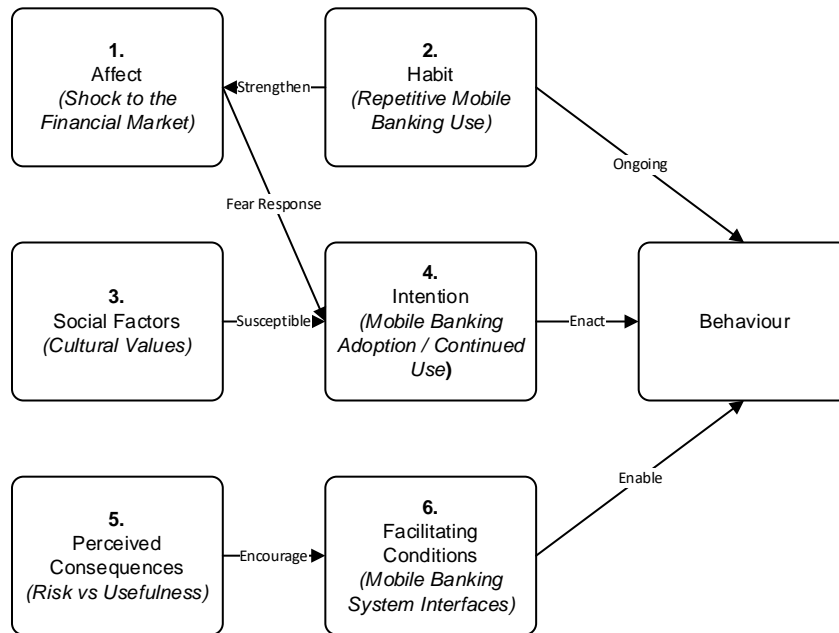 1.
Affect
(Shock to the
Financial Market)
Strengthen
2.
Habit
(Repetitive Mobile
Banking Use)
Ongoing
Fear Response
3.
Social Factors
(Cultural Values)
Susceptible
4.
Intention
(Mobile Banking
Adoption / Continued
Use)
Enact
Behaviour
Enable
5.
Perceived
Consequences
(Risk vs Usefulness)
Encourage
6.
Facilitating
Conditions
(Mobile Banking
System Interfaces)